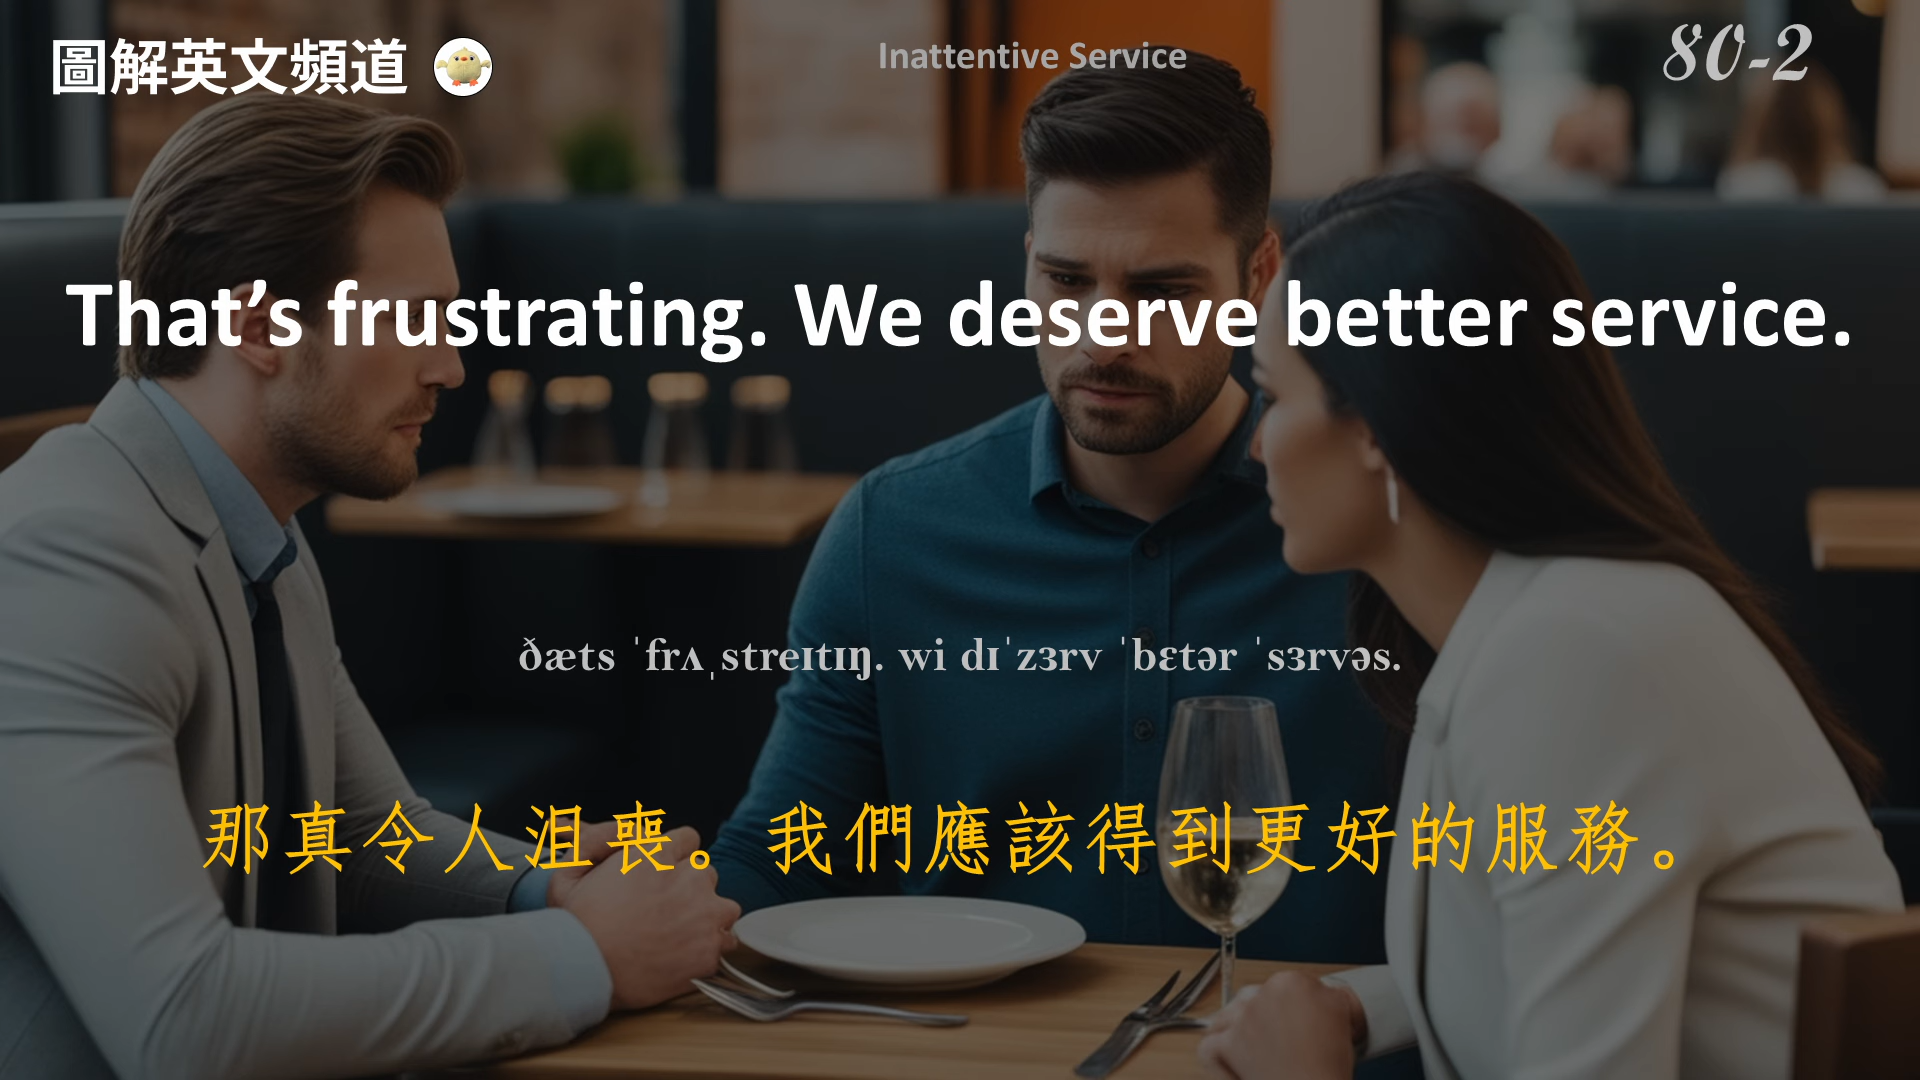 圖解英文頻道
Inattentive Service
80-2
That’s frustrating. We deserve better service.
ðæts ˈfrʌˌstreɪtɪŋ. wi dɪˈzɜrv ˈbɛtər ˈsɜrvəs.
那真令人沮喪。我們應該得到更好的服務。